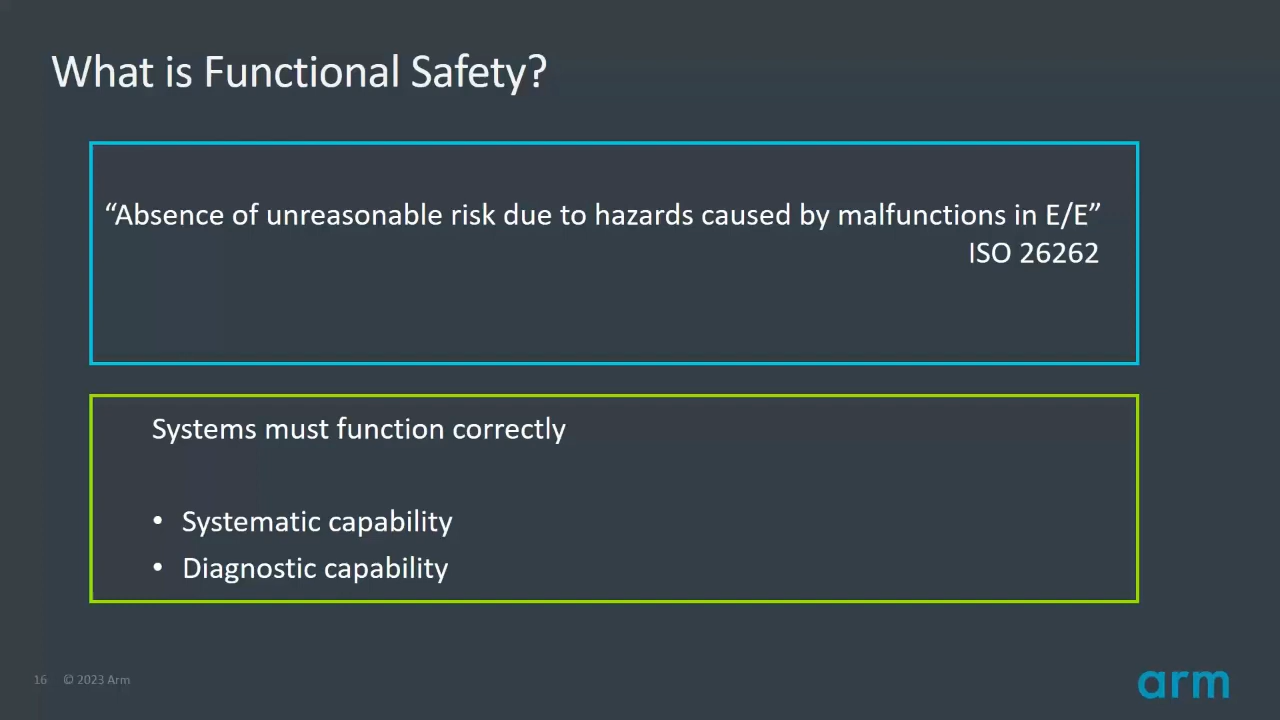 What is Functional Safety?
“Absence of unreasonable risk due to hazards caused by malfunctions in E/E”
ISO 26262
Systems must function correctly
• Systematic capability
• Diagnostic capability
16 © 2023 Arm
arm